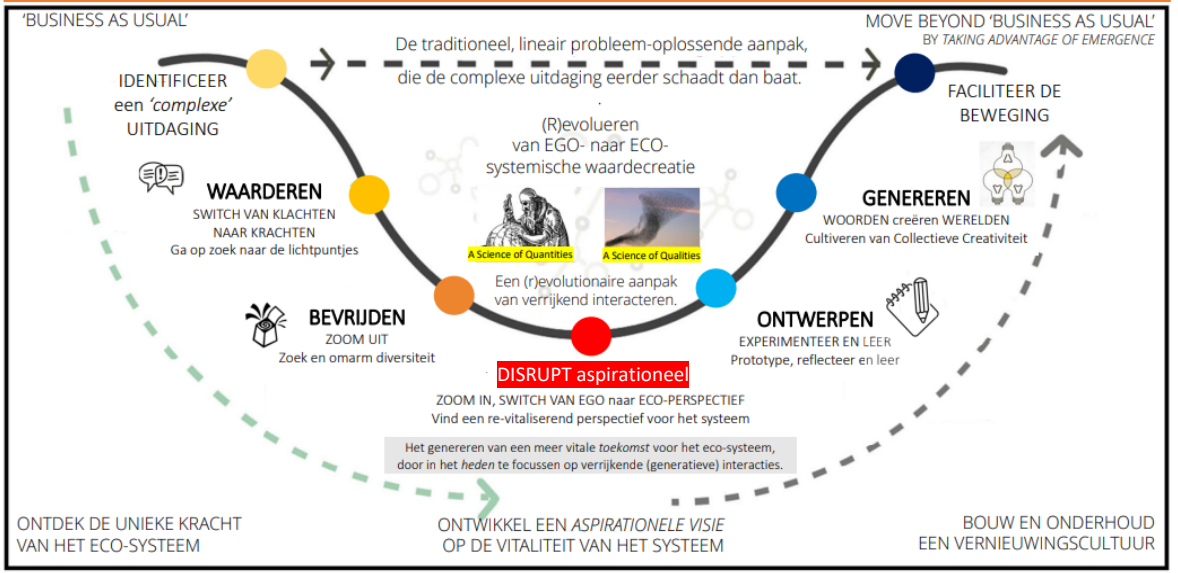 ‘BUSINESS AS USUAL’
MOVE BEYOND ‘BUSINESS AS USUAL’
BY TAKING ADVANTAGE OF EMERGENCE
De traditioneel, lineair probleem-oplossende aanpak,
die de complexe uitdaging eerder schaadt dan baat.
.
IDENTIFICEER
een ‘complexe’
UITDAGING
FACILITEER DE
BEWEGING
(R)evolueren
van EGO- naar ECO-
systemische waardecreatie
WAARDEREN
SWITCH VAN KLACHTEN
NAAR KRACHTEN
Ga op zoek naar de lichtpuntjes
GENEREREN
WOORDEN creëren WERELDEN
Cultiveren van Collectieve Creativiteit
A Science of Quantities
A Science of Qualities
Een (r)evolutionaire aanpak
van verrijkend interacteren.
BEVRIJDEN
ZOOM UIT
Zoek en omarm diversiteit
ONTWERPEN
EXPERIMENTEER EN LEER
Prototype, reflecteer en leer
DISRUPT aspirationeel
ZOOM IN, SWITCH VAN EGO naar ECO-PERSPECTIEF
Vind een re-vitaliserend perspectief voor het systeem
Het genereren van een meer vitale toekomst voor het eco-systeem,
door in het heden te focussen op verrijkende (generatieve) interacties.
ONTDEK DE UNIEKE KRACHT
VAN HET ECO-SYSTEEM
ONTWIKKEL EEN ASPIRATIONELE VISIE
OP DE VITALITEIT VAN HET SYSTEEM
BOUW EN ONDERHOUD
EEN VERNIEUWINGSCULTUUR